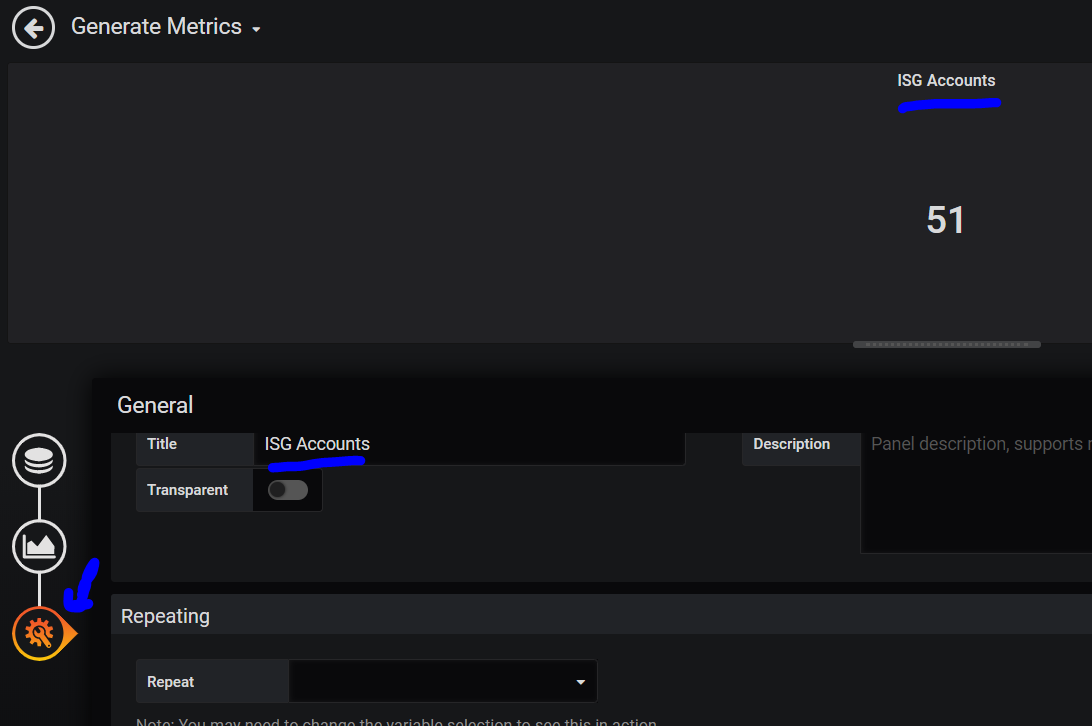 Generate Metrics
ISG Accounts
51
General
Title ISG Accounts Description Panel description, supports
Transparent
Repeating
Repeat
Note: You may need to change the variable selection to see this in action